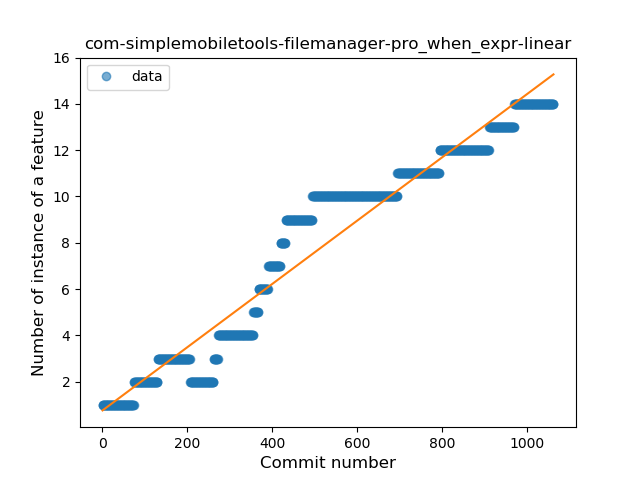 com-simplemobiletools-filemanager-pro_when_expr-linear
data
Number of instance of a feature
16
14
12
10
8
6
4
2
0 200 400 600 800 1000
Commit number